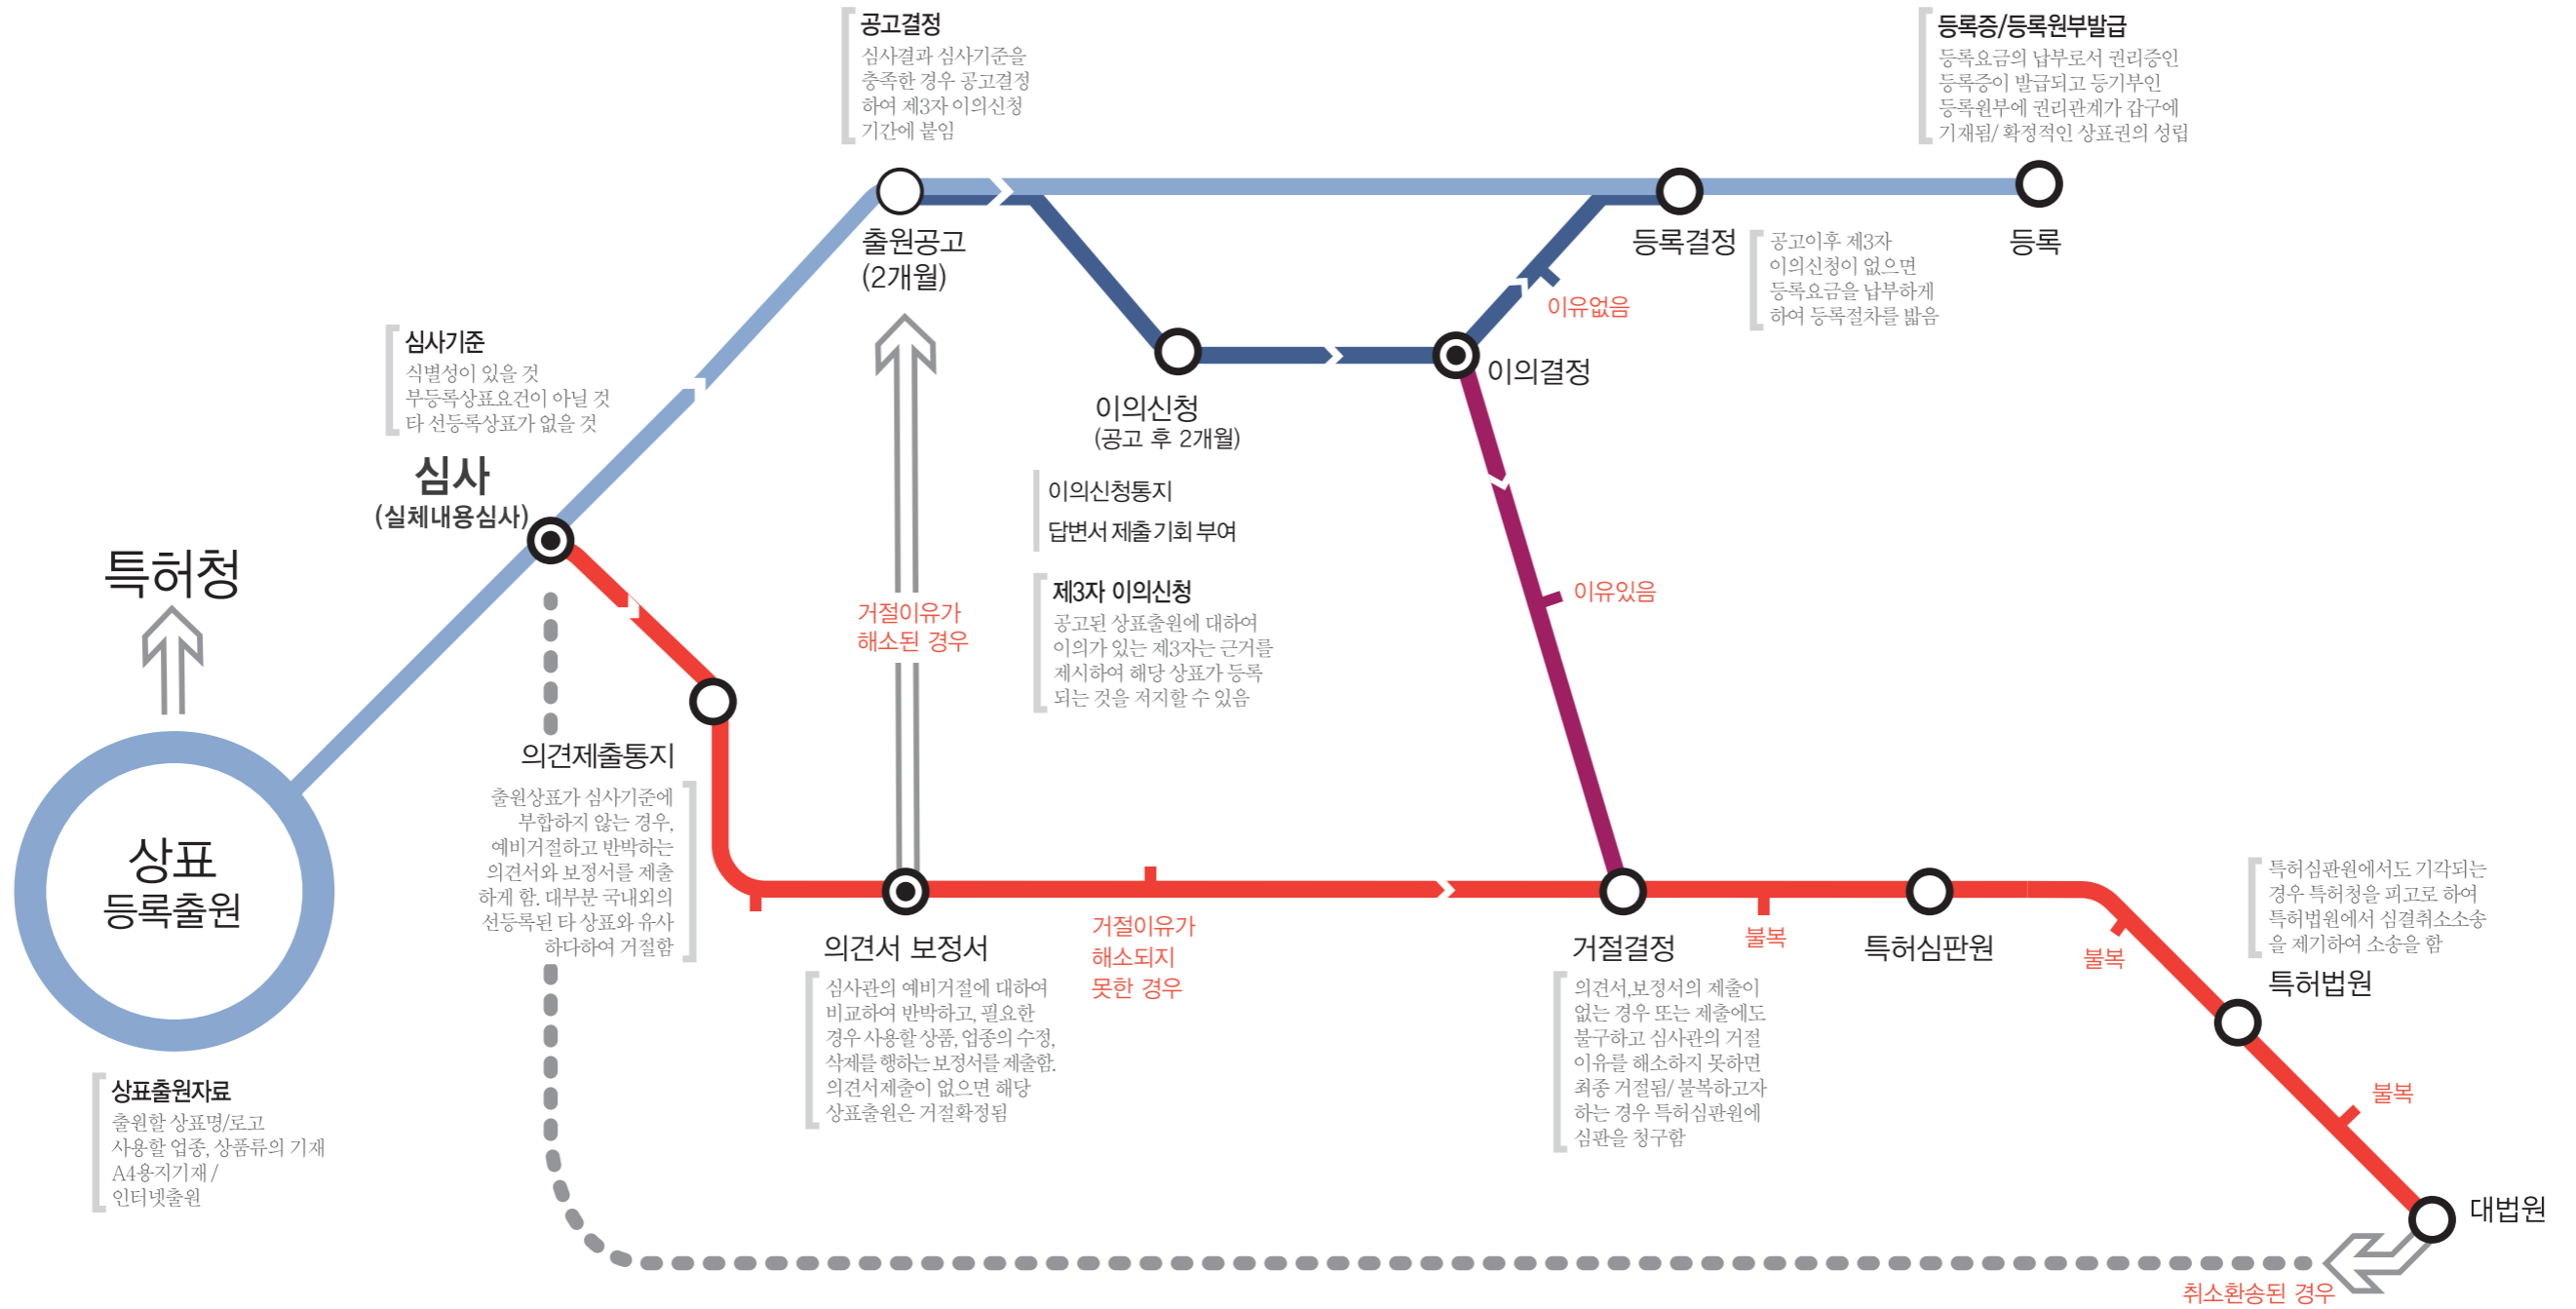 공고결정
심사결과 심사기준을
충족한 경우 공고결정
하여 제3자 이의신청
기간에 붙임
등록증/등록원부발급
등록요금의 납부로서 권리증인
등록증이 발급되고 등기부인
등록원부에 권리관계가 갑구에
기재됨/ 확정적인 상표권의 성립
출원공고
(2개월)
등록결정
공고이후 제3자
이의신청이 없으면
등록요금을 납부하게
하여 등록절차를 밟음
등록
이유없음
심사기준
식별성이 있을 것
부등록상표요건이 아닐 것
타 선등록상표가 없을 것
심사
(실체내용심사)
이의신청
(공고 후 2개월)
이의결정
이의신청통지
답변서 제출 기회 부여
특허청
제3자 이의신청
공고된 상표출원에 대하여
이의가 있는 제3자는 근거를
제시하여 해당 상표가 등록
되는 것을 저지할 수 있음
이유있음
거절이유가
해소된 경우
의견제출통지
출원상표가 심사기준에
부합하지 않는 경우,
예비거절하고 반박하는
의견서와 보정서를 제출
하게 함. 대부분 국내외의
선등록된 타 상표와 유사
하다하여 거절함
상표
등록출원
의견서 보정서
심사관의 예비거절에 대하여
비교하여 반박하고, 필요한
경우 사용할 상품, 업종의 수정,
삭제를 행하는 보정서를 제출함.
의견서제출이 없으면 해당
상표출원은 거절확정됨
거절이유가
해소되지
못한 경우
거절결정
의견서,보정서의 제출이
없는 경우 또는 제출에도
불구하고 심사관의 거절
이유를 해소하지 못하면
최종 거절됨/ 불복하고자
하는 경우 특허심판원에
심판을 청구함
불복
특허심판원
불복
특허심판원에서도 기각되는
경우 특허청을 피고로 하여
특허법원에서 심결취소소송
을 제기하여 소송을 함
특허법원
불복
상표출원자료
출원할 상표명/로고
사용할 업종, 상품류의 기재
A4용지기재 /
인터넷출원
대법원
취소환송된 경우